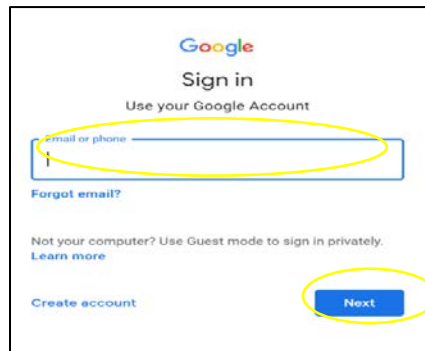 Google
Sign in
Use your Google Account
Email or phone
Forgot email?
Not your computer? Use Guest mode to sign in privately.
Learn more
Create account
Next